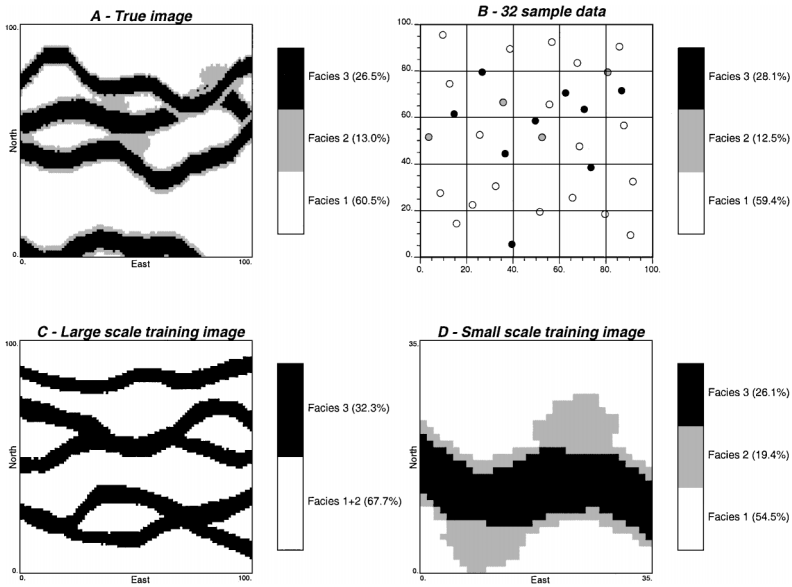 A - True image
100.
North
0.
East
100.
Facies 3 (26.5%)
Facies 2 (13.0%)
Facies 1 (60.5%)
B - 32 sample data
100.
80.
60.
40.
20.
0.
0.
20.
40.
60.
80.
100.
Facies 3 (28.1%)
Facies 2 (12.5%)
Facies 1 (59.4%)
C - Large scale training image
100.
North
0.
0.
East
100.
Facies 3 (32.3%)
Facies 1+2 (67.7%)
D - Small scale training image
35.
North
0.
0.
East
35.
Facies 3 (26.1%)
Facies 2 (19.4%)
Facies 1 (54.5%)